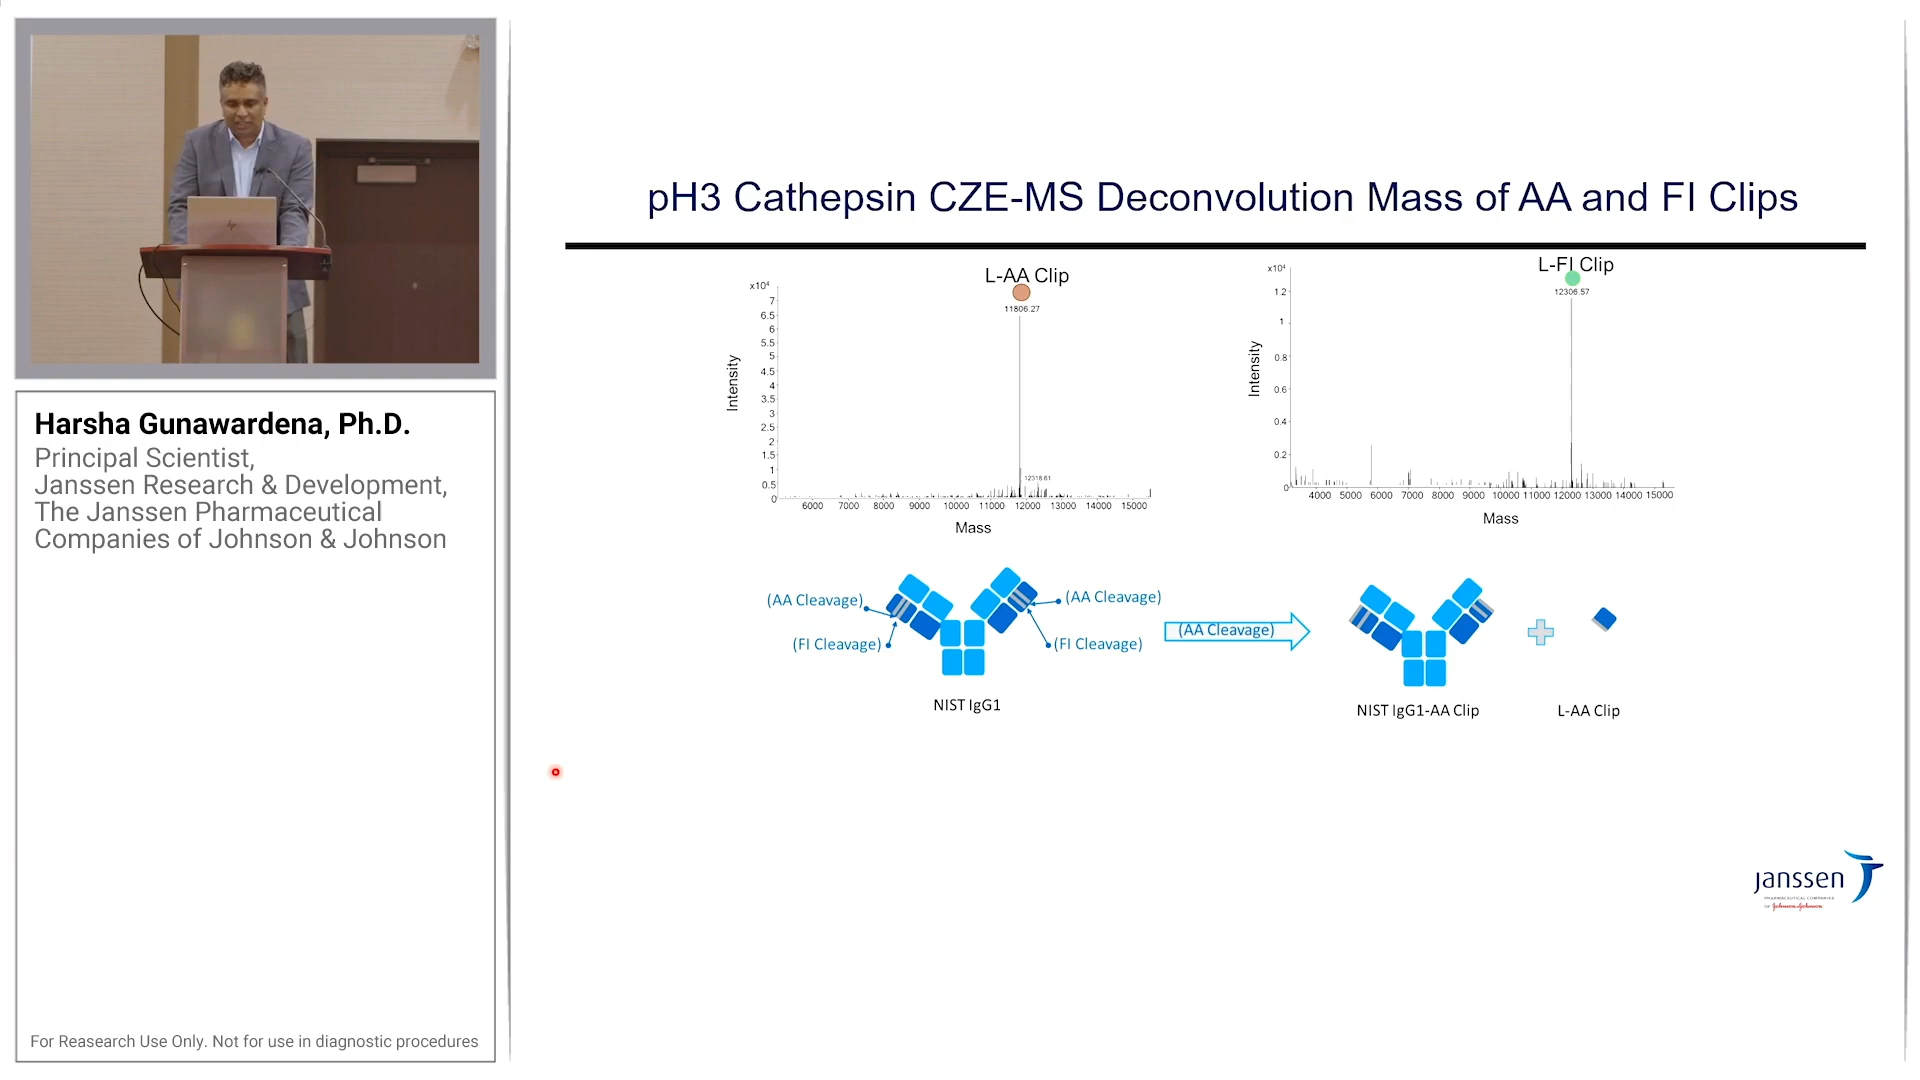 Harsha Gunawardena, Ph.D.
Principal Scientist,
Janssen Research & Development,
The Janssen Pharmaceutical
Companies of Johnson & Johnson
For Reasearch Use Only. Not for use in diagnostic procedures
pH3 Cathepsin CZE-MS Deconvolution Mass of AA and FI Clips
L-AA Clip
11806.27
x10⁴
7
6.5
6
5.5
5
4.5
4
3.5
3
2.5
2
1.5
1
0.5
0
Intensity
12318.61
6000 7000 8000 9000 10000 11000 12000 13000 14000 15000
Mass
L-FI Clip
12306.57
x10⁴
1.2
1
0.8
0.6
0.4
0.2
0
Intensity
4000 5000 6000 7000 8000 9000 10000 11000 12000 13000 14000 15000
Mass
(AA Cleavage)
(FI Cleavage)
(AA Cleavage)
(FI Cleavage)
NIST IgG1
(AA Cleavage)
NIST IgG1-AA Clip
L-AA Clip
janssen
PHARMACEUTICAL COMPANIES
OF Johnson & Johnson
hp